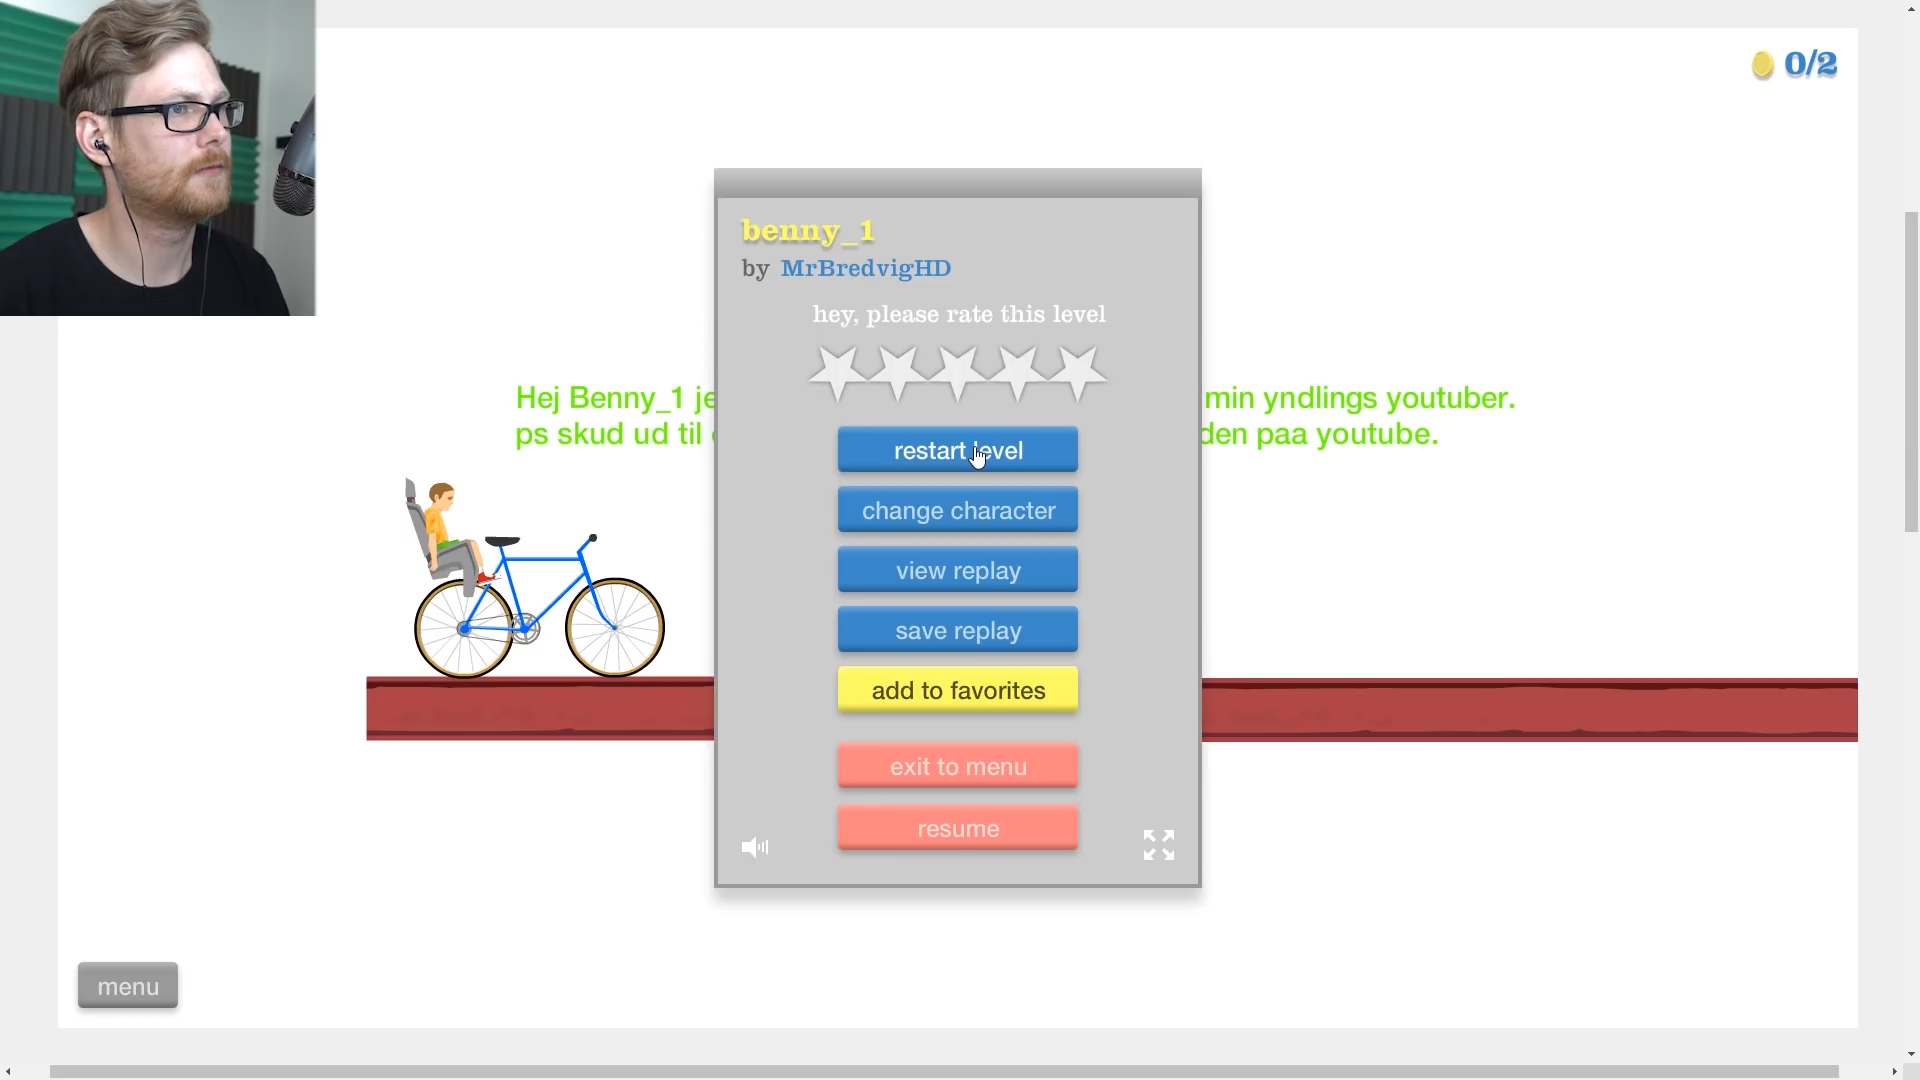 0/2
benny_1
by MrBredvigHD
hey, please rate this level
Hej Benny_1 je min yndlings youtuber.
ps skud ud til den paa youtube.
restart level
change character
view replay
save replay
add to favorites
exit to menu
resume
menu